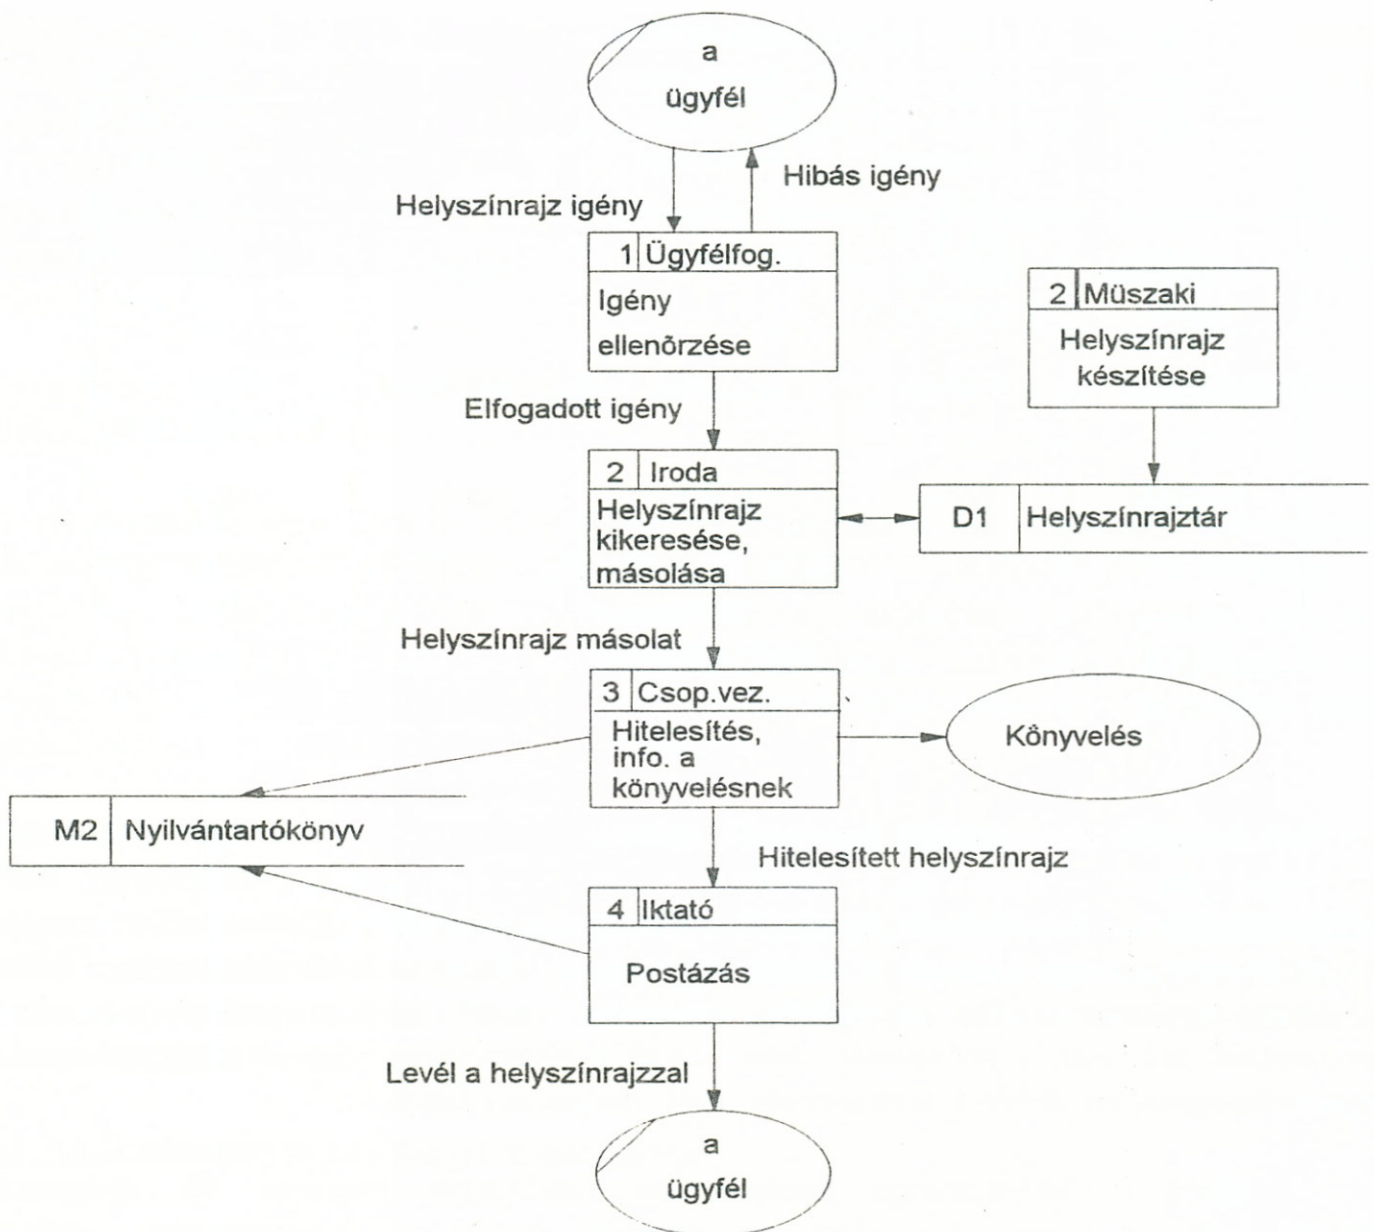 a
ügyfél
Hibás igény
Helyszínrajz igény
1 Ügyfélfog.
Igény
ellenõrzése
2 Müszaki
Helyszínrajz
készítése
Elfogadott igény
2 Iroda
Helyszínrajz
kikeresése,
másolása
D1 Helyszínrajztár
Helyszínrajz másolat
3 Csop.vez.
Hitelesítés,
info. a
könyvelésnek
Könyvelés
M2 Nyilvántartókönyv
Hitelesített helyszínrajz
4 Iktató
Postázás
Levél a helyszínrajzzal
a
ügyfél